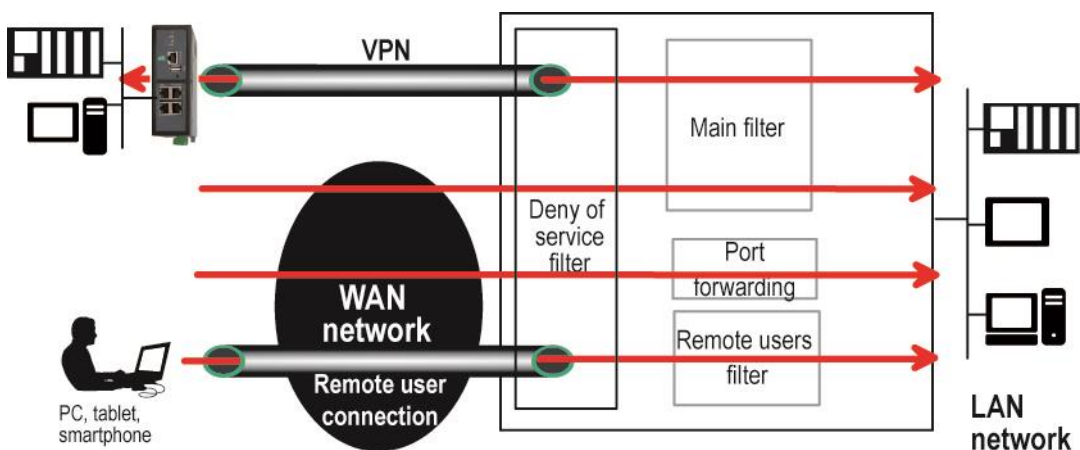 VPN
Main filter
Deny of
service
filter
Port
forwarding
WAN
network
Remote users
filter
Remote user
connection
PC, tablet,
smartphone
LAN
network